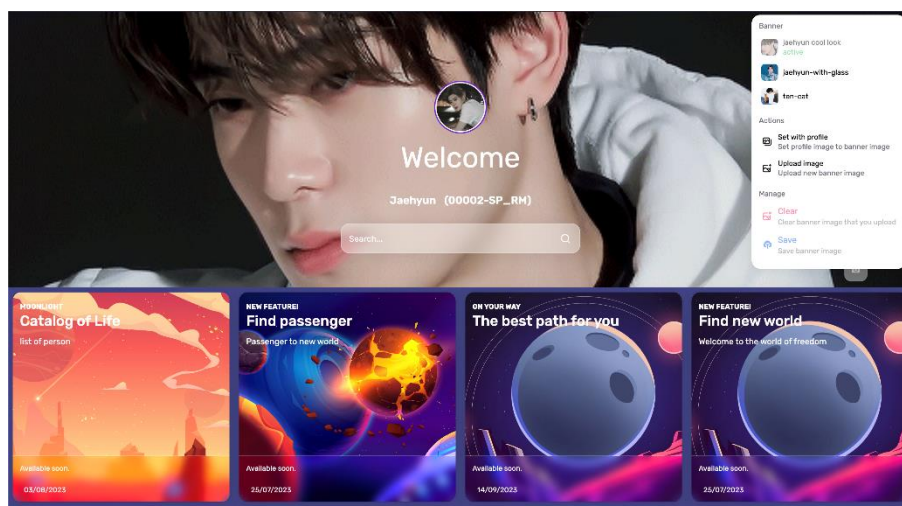 Welcome
Jaehyun (00002-SP_RM)
Search...
Banner
jaehyun cool look
active
jaehyun-with-glass
ten-cat
Actions
Set with profile
Set profile image to banner image
Upload image
Upload new banner image
Manage
Clear
Clear banner image that you upload
Save
Save banner image
MOONLIGHT
Catalog of Life
list of person
Available soon.
03/08/2023
NEW FEATURE!
Find passenger
Passenger to new world
Available soon.
25/07/2023
ON YOUR WAY
The best path for you
Available soon.
14/09/2023
NEW FEATURE!
Find new world
Welcome to the world of freedom
Available soon.
25/07/2023